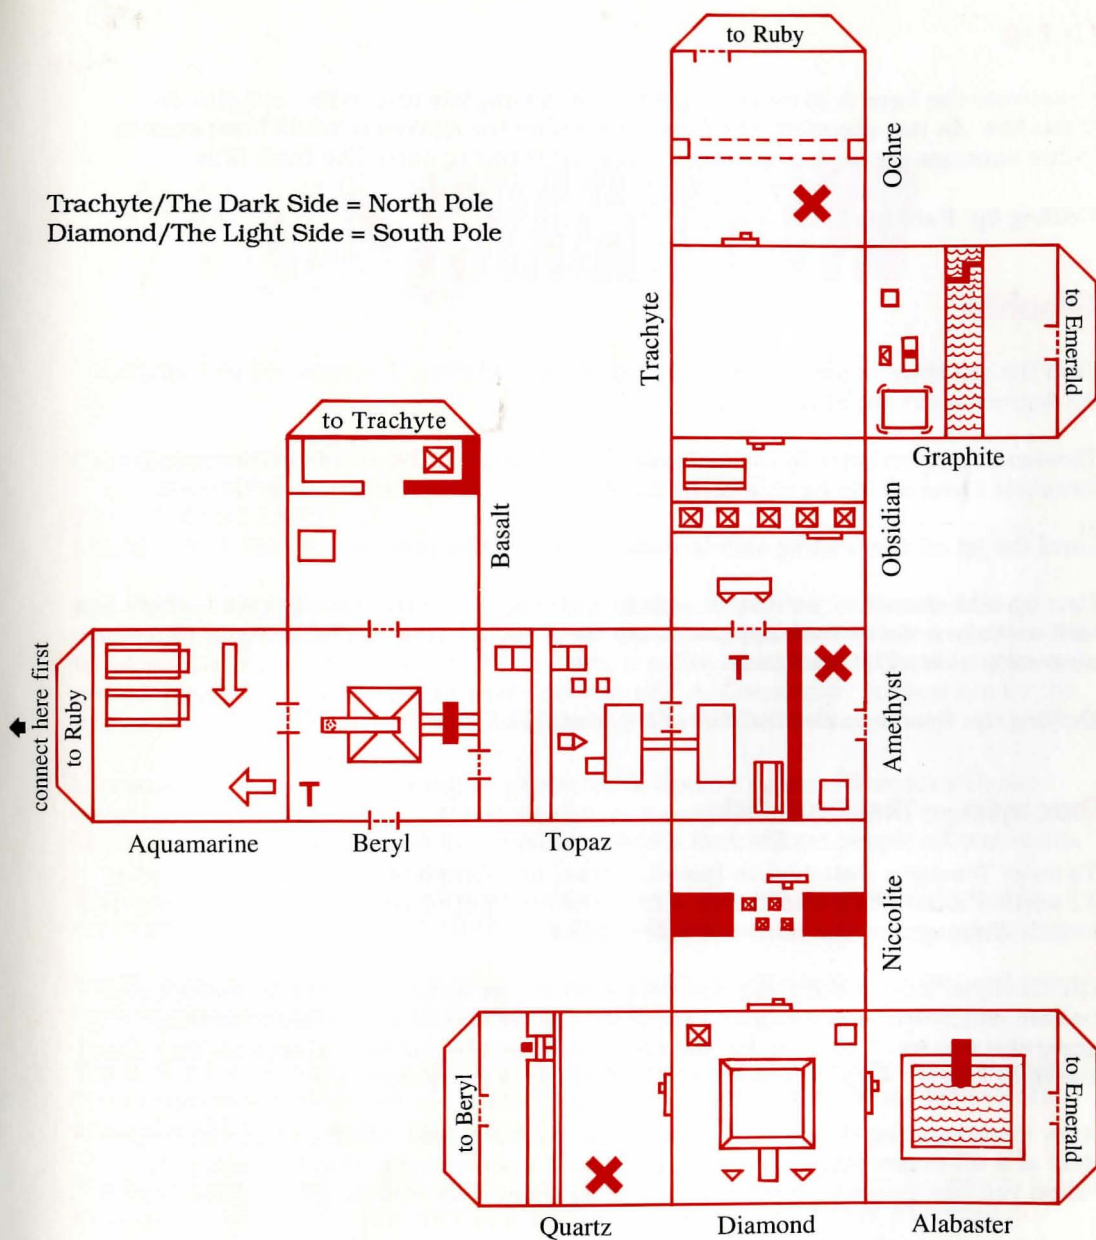 to Ruby
Ochre
Trachyte/The Dark Side = North Pole
Diamond/The Light Side = South Pole
Trachyte
to Emerald
Graphite
to Trachyte
Basalt
Obsidian
connect here first
to Ruby
T
T
Amethyst
Aquamarine
Beryl
Topaz
Niccolite
to Beryl
to Emerald
Quartz
Diamond
Alabaster